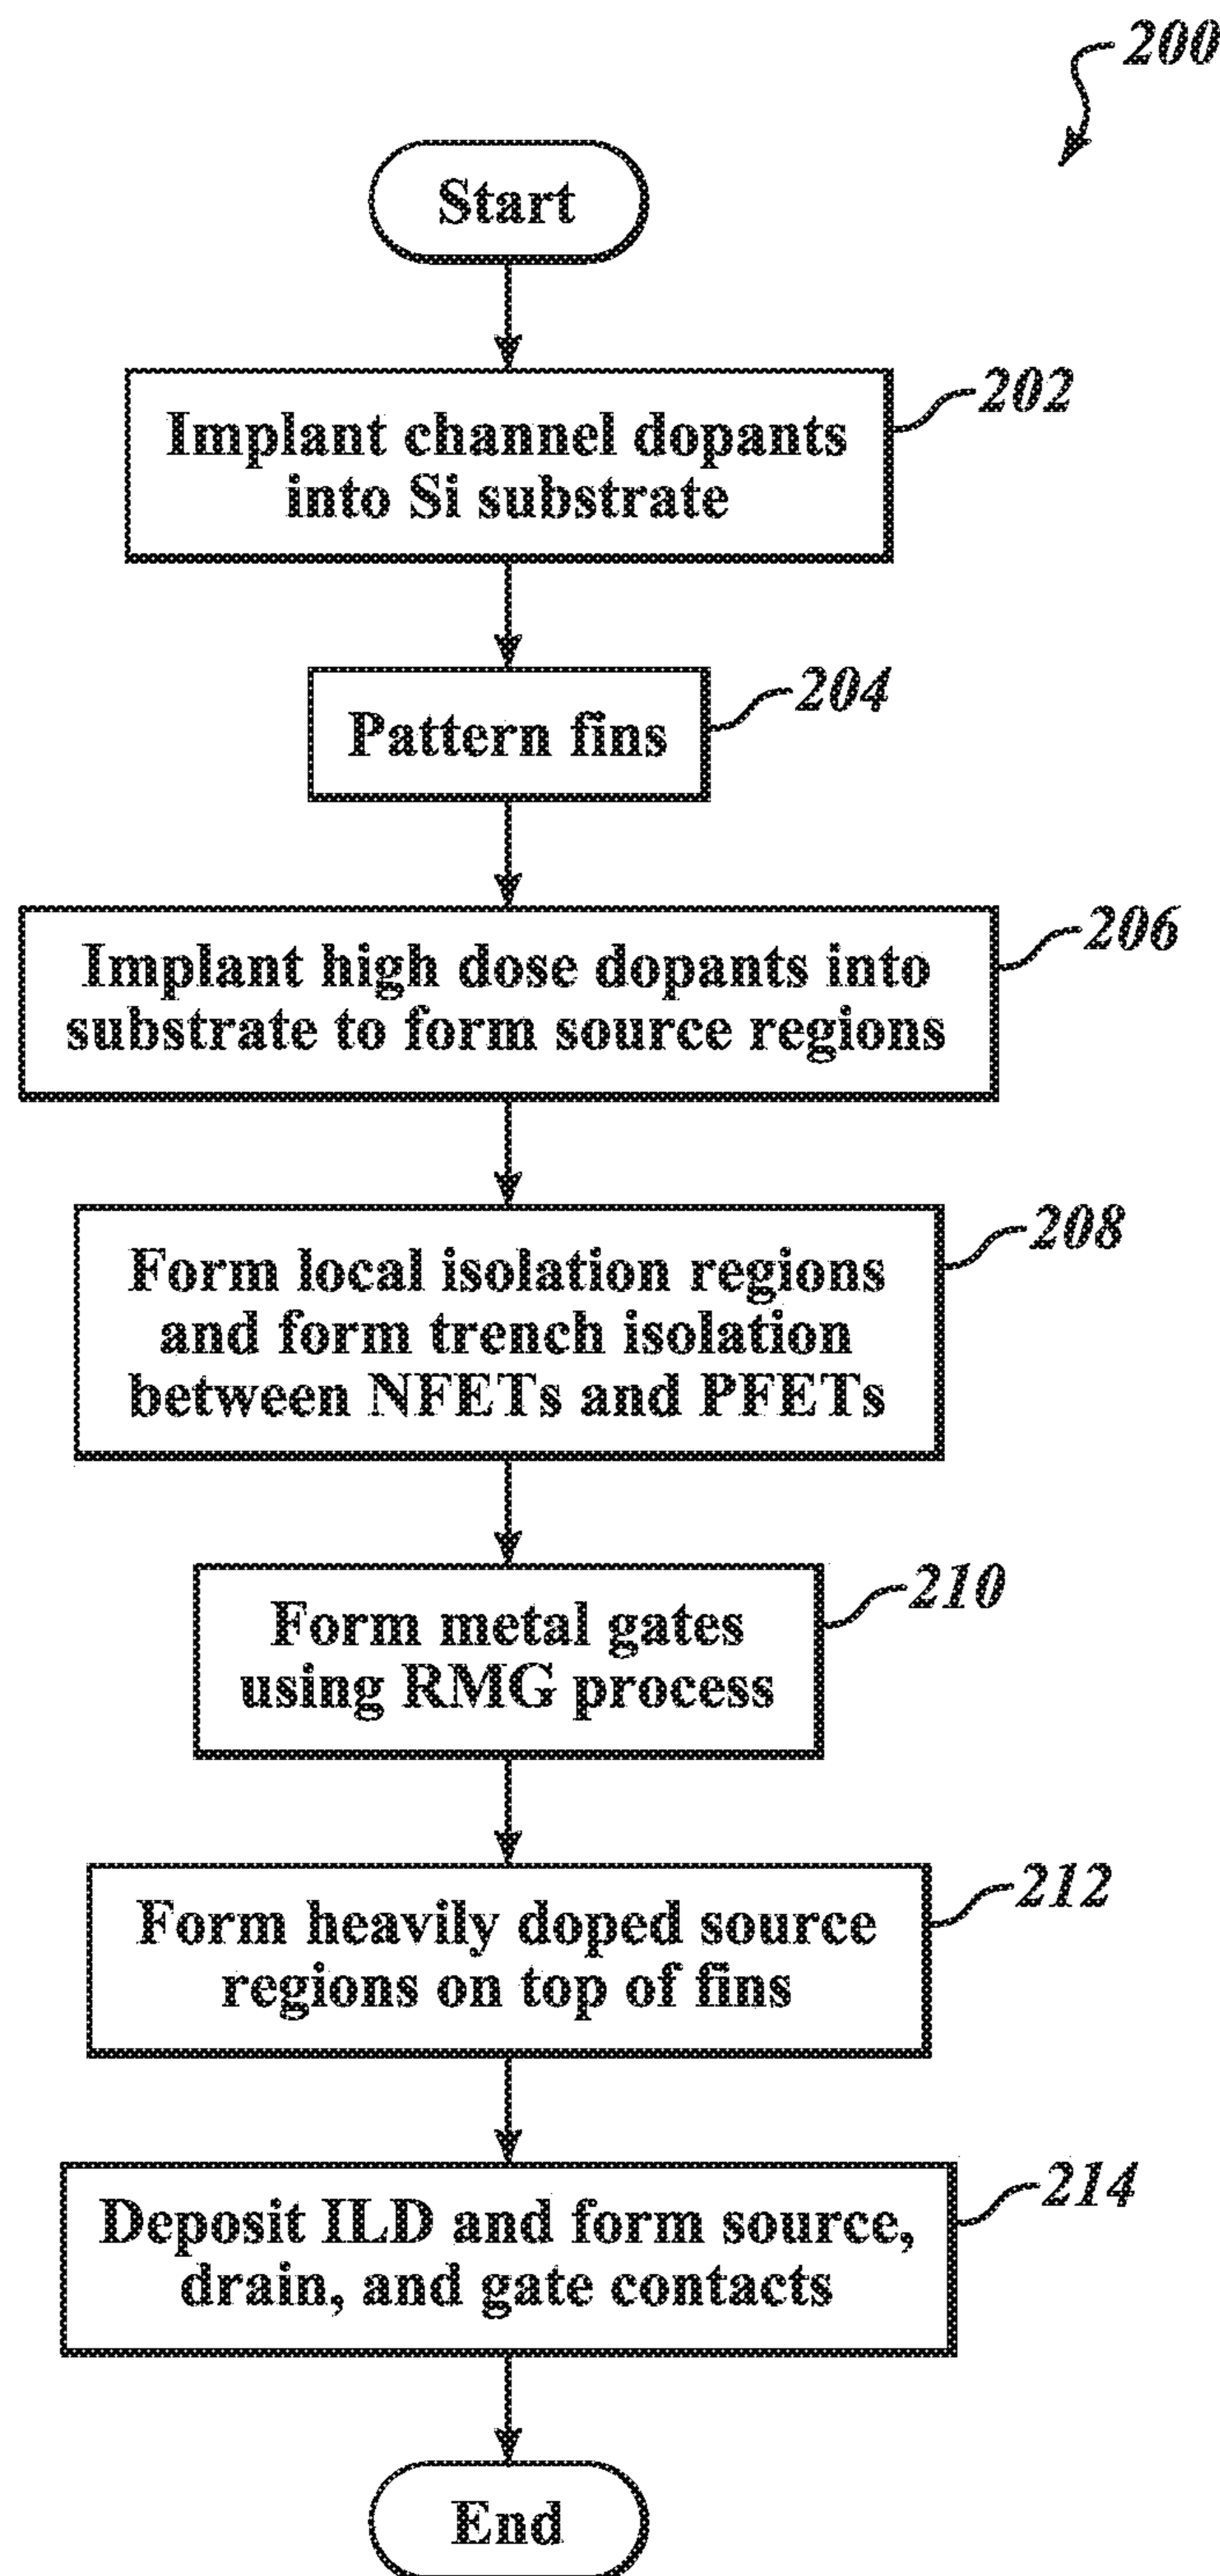 200
Start
202
Implant channel dopants
into Si substrate
204
Pattern fins
206
Implant high dose dopants into
substrate to form source regions
208
Form local isolation regions
and form trench isolation
between NFETs and PFETs
210
Form metal gates
using RMG process
212
Form heavily doped source
regions on top of fins
214
Deposit ILD and form source,
drain, and gate contacts
End